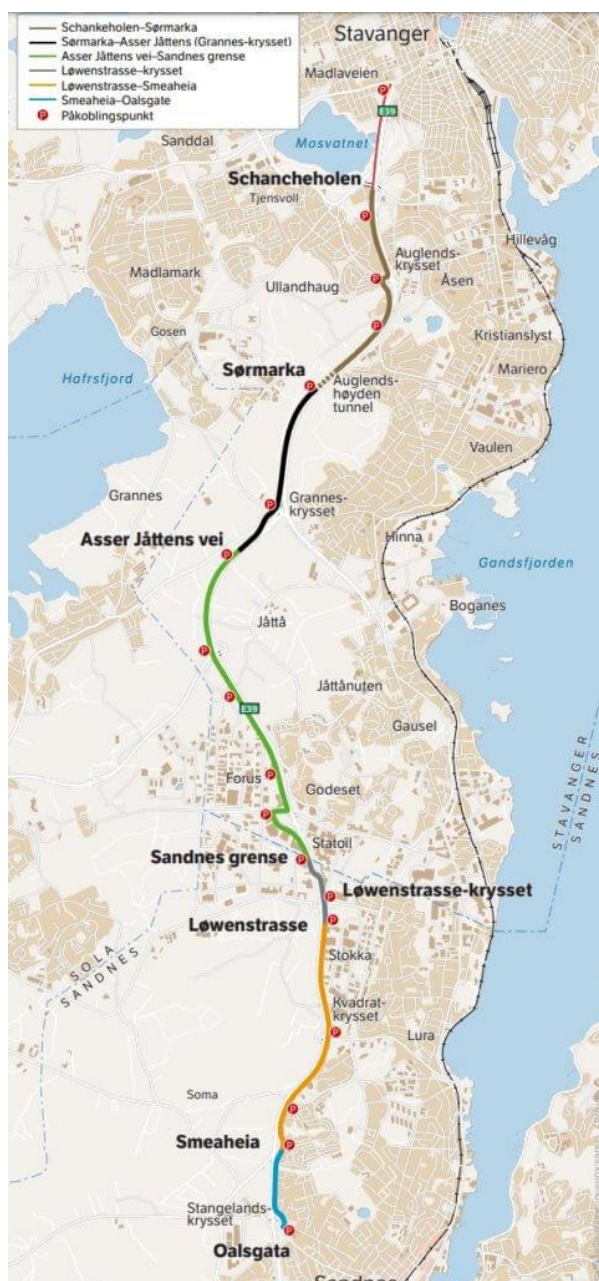 Schankeholen–Sørmarka
Sørmarka–Asser Jåttens (Grannes-krysset)
Asser Jåttens vei–Sandnes grense
Løwenstrasse–krysset
Løwenstrasse–Smeaheia
Smeaheia–Oalsgate
P Påkoblingspunkt
Stavanger
Madlaveien
P
E39
Sanddal
Mosvatnet
Schancheholen
Tjensvoll
P
Hillevåg
Auglends-
krysset
Madlamark
Ullandhaug
P
Åsen
P
Gosen
Kristianslyst
Sørmarka
Mariero
Hafrsfjord
P
Auglends-
høyden
tunnel
Vaulen
Grannes
P
Grannes-
krysset
Asser Jåttens vei
Hinna
P
Gandsfjorden
Boganes
Jåttå
P
Jåttånuten
P
E39
Gausel
STAVANGER
SANDNES
Forus
P
Godeset
P
Statoil
Sandnes grense
P
Løwenstrasse-krysset
P
Løwenstrasse
P
SOLA
SANDNES
Stokka
Kvadrat-
krysset
P
Lura
Soma
P
Smeaheia
P
Stangelands-
krysset
P
Oalsgata
Sandnes